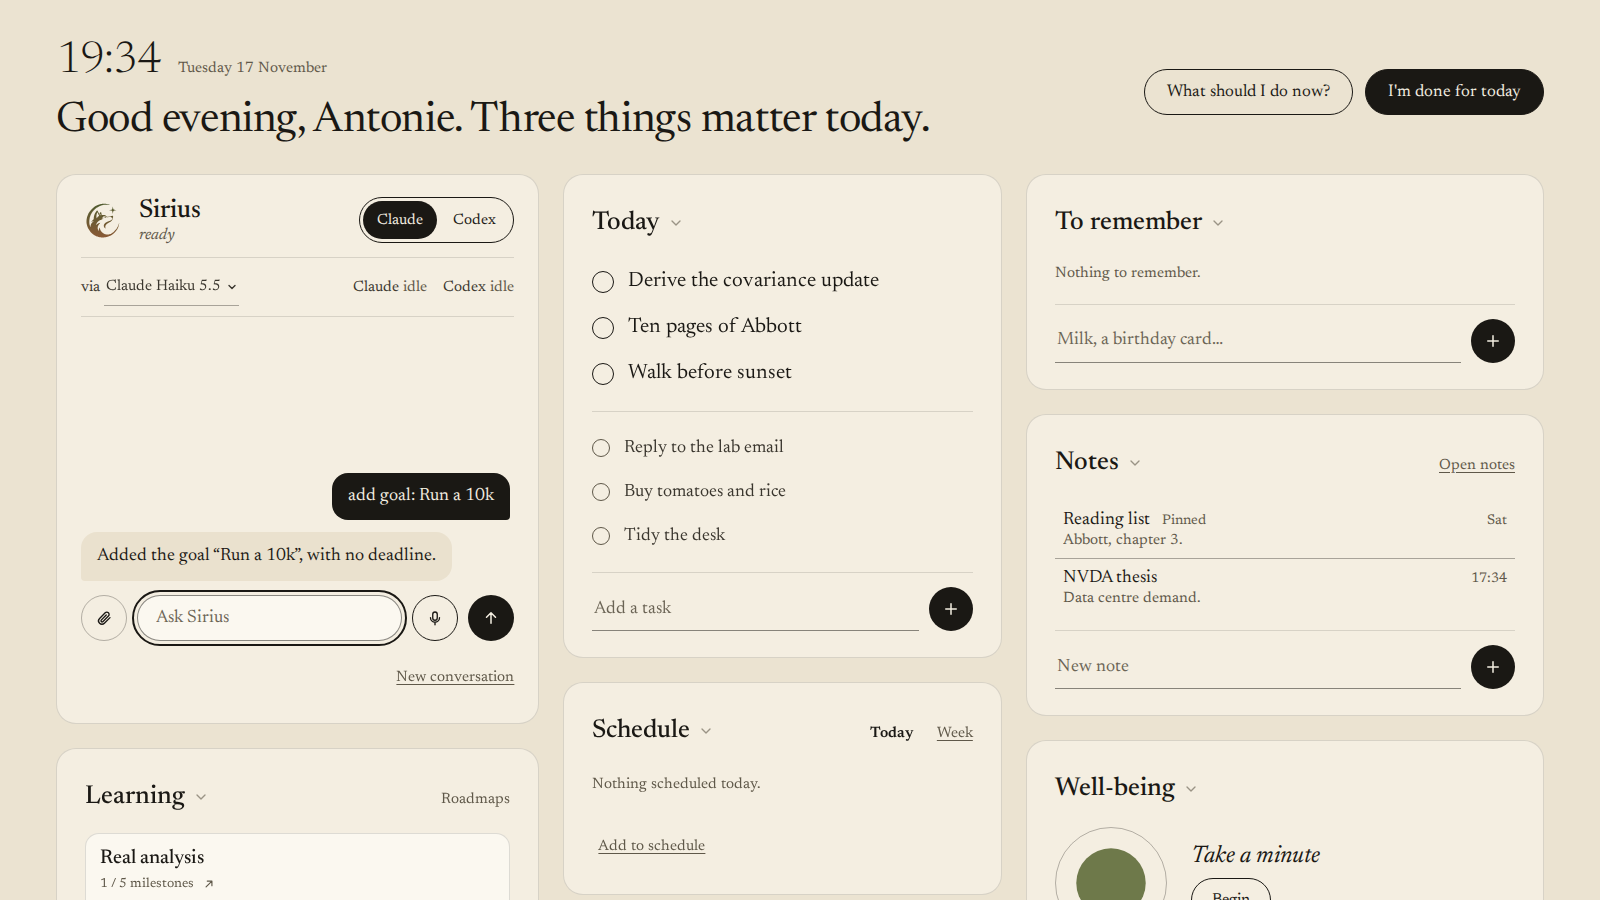 19:34 Tuesday 17 November
Good evening, Antonie. Three things matter today.
What should I do now? I'm done for today
Sirius
ready
Claude Codex
via Claude Haiku 5.5 Claude idle Codex idle
add goal: Run a 10k
Added the goal “Run a 10k”, with no deadline.
Ask Sirius
New conversation
Learning
Roadmaps
Real analysis
1 / 5 milestones
Today
Derive the covariance update
Ten pages of Abbott
Walk before sunset
Reply to the lab email
Buy tomatoes and rice
Tidy the desk
Add a task
Schedule
Today Week
Nothing scheduled today.
Add to schedule
To remember
Nothing to remember.
Milk, a birthday card...
Notes
Open notes
Reading list Pinned Sat
Abbott, chapter 3.
NVDA thesis 17:34
Data centre demand.
New note
Well-being
Take a minute
Begin